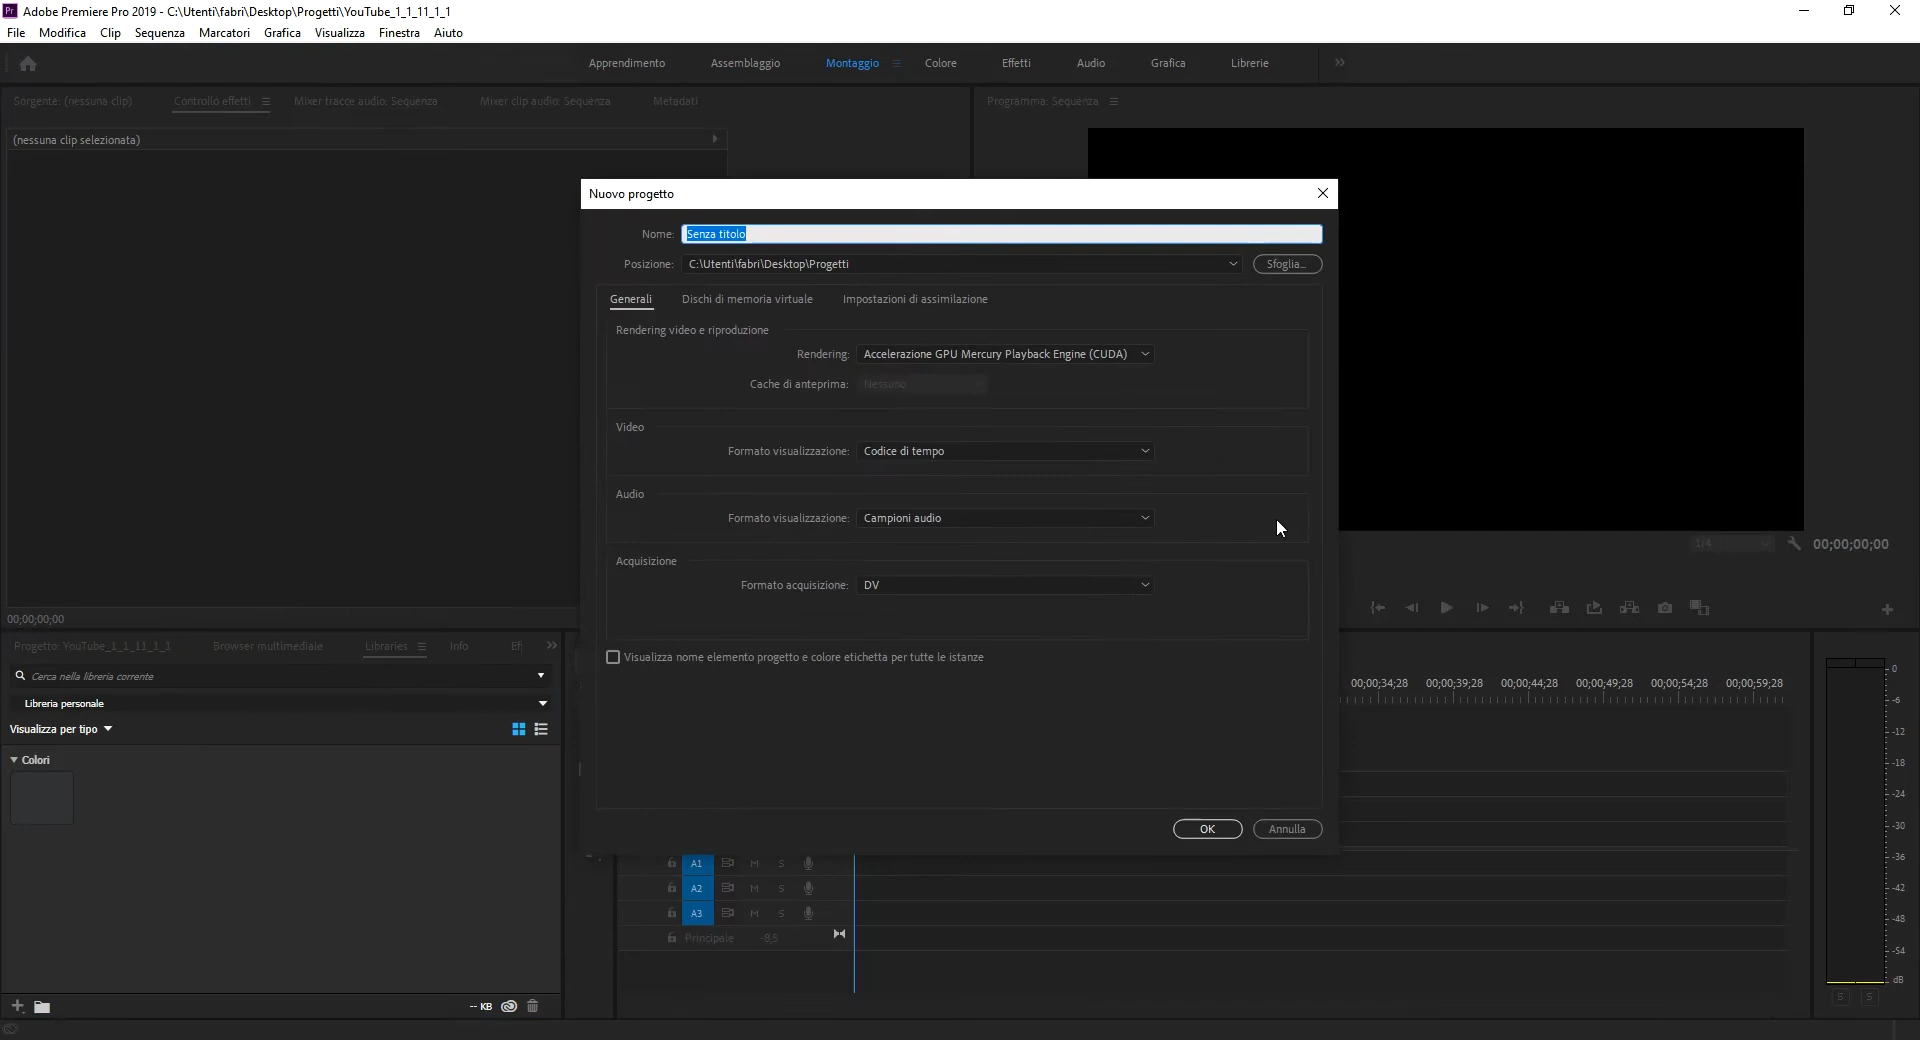 Adobe Premiere Pro 2019 - C:\Utenti\fabri\Desktop\Progetti\YouTube_1_1_11_1_1
File Modifica Clip Sequenza Marcatori Grafica Visualizza Finestra Aiuto
Apprendimento Assemblaggio Montaggio Colore Effetti Audio Grafica Librerie
Sorgente: (nessuna clip) Controllo effetti Mixer tracce audio: Sequenza Mixer clip audio: Sequenza Metadati
Programma: Sequenza
(nessuna clip selezionata)
Nuovo progetto
Nome: Senza titolo
Posizione: C:\Utenti\fabri\Desktop\Progetti Sfoglia...
Generali Dischi di memoria virtuale Impostazioni di assimilazione
Rendering video e riproduzione
Rendering: Accelerazione GPU Mercury Playback Engine (CUDA)
Cache di anteprima: Nessuno
Video
Formato visualizzazione: Codice di tempo
Audio
Formato visualizzazione: Campioni audio
Acquisizione
Formato acquisizione: DV
Visualizza nome elemento progetto e colore etichetta per tutte le istanze
OK Annulla
1/4 00;00;00;00
00;00;00;00
Progetto: YouTube_1_1_11_1_1 Browser multimediale Libraries Info Ef
Cerca nella libreria corrente
Libreria personale
Visualizza per tipo
Colori
-- KB
00;00;34;28 00;00;39;28 00;00;44;28 00;00;49;28 00;00;54;28 00;00;59;28
A1 M S
A2 M S
A3 M S
Principale -8,5
0
-6
-12
-18
-24
-30
-36
-42
-48
-54
dB
S S